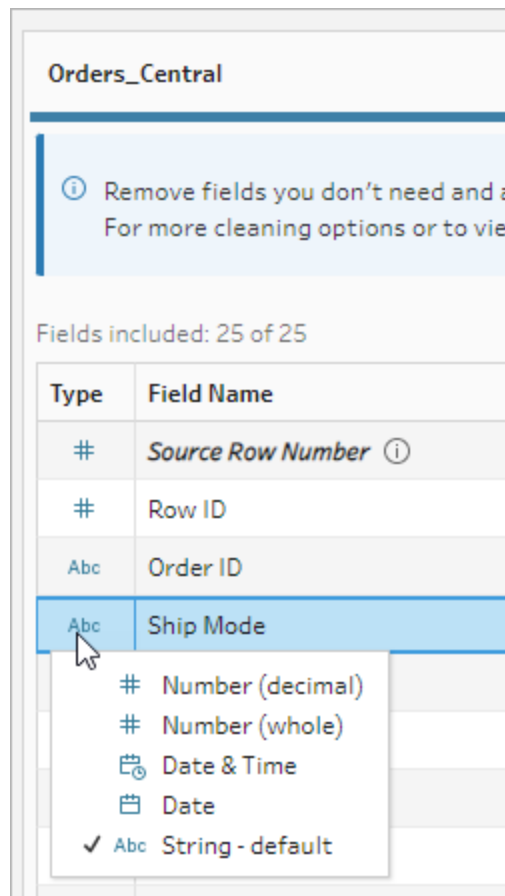 Orders_Central
Remove fields you don't need and a
For more cleaning options or to vie
Fields included: 25 of 25
Type Field Name
# Source Row Number
# Row ID
Abc Order ID
Abc Ship Mode
# Number (decimal)
# Number (whole)
Date & Time
Date
✓ Abc String - default